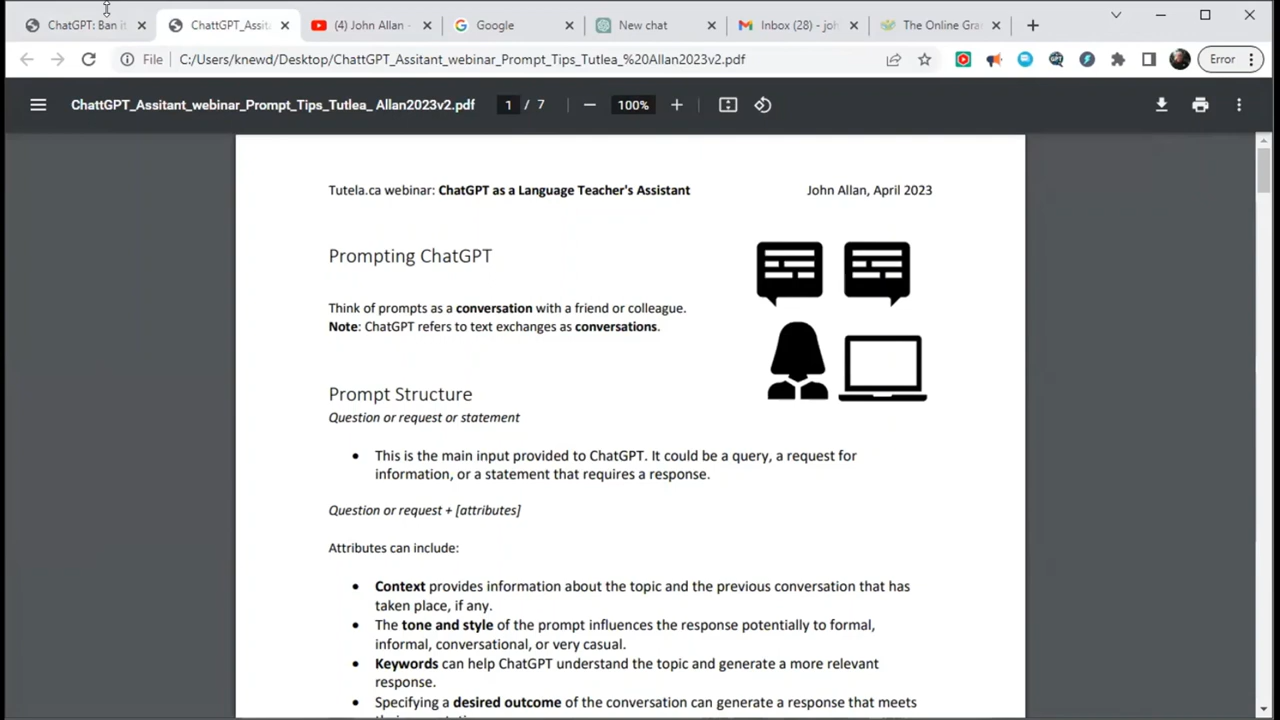 ChatGPT: Ban it
ChattGPT_Assita
(4) John Allan -
Google
New chat
Inbox (28) - joh
The Online Gra
File
C:/Users/knewd/Desktop/ChattGPT_Assitant_webinar_Prompt_Tips_Tutlea_%20Allan2023v2.pdf
Error
ChattGPT_Assitant_webinar_Prompt_Tips_Tutlea_ Allan2023v2.pdf
1 / 7
100%
Tutela.ca webinar: ChatGPT as a Language Teacher's Assistant
John Allan, April 2023
Prompting ChatGPT
Think of prompts as a conversation with a friend or colleague.
Note: ChatGPT refers to text exchanges as conversations.
Prompt Structure
Question or request or statement
• This is the main input provided to ChatGPT. It could be a query, a request for
information, or a statement that requires a response.
Question or request + [attributes]
Attributes can include:
• Context provides information about the topic and the previous conversation that has
taken place, if any.
• The tone and style of the prompt influences the response potentially to formal,
informal, conversational, or very casual.
• Keywords can help ChatGPT understand the topic and generate a more relevant
response.
• Specifying a desired outcome of the conversation can generate a response that meets